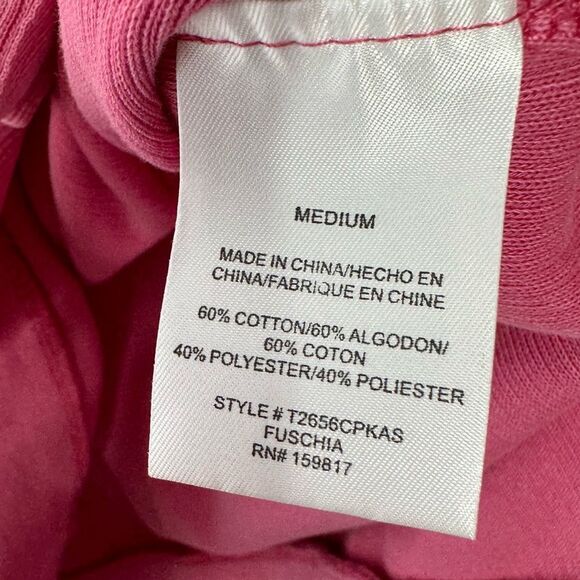 MEDIUM
MADE IN CHINA/HECHO EN
CHINA/FABRIQUE EN CHINE
60% COTTON/60% ALGODON/
60% COTON
40% POLYESTER/40% POLIESTER
STYLE # T2656CPKAS
FUSCHIA
RN# 159817